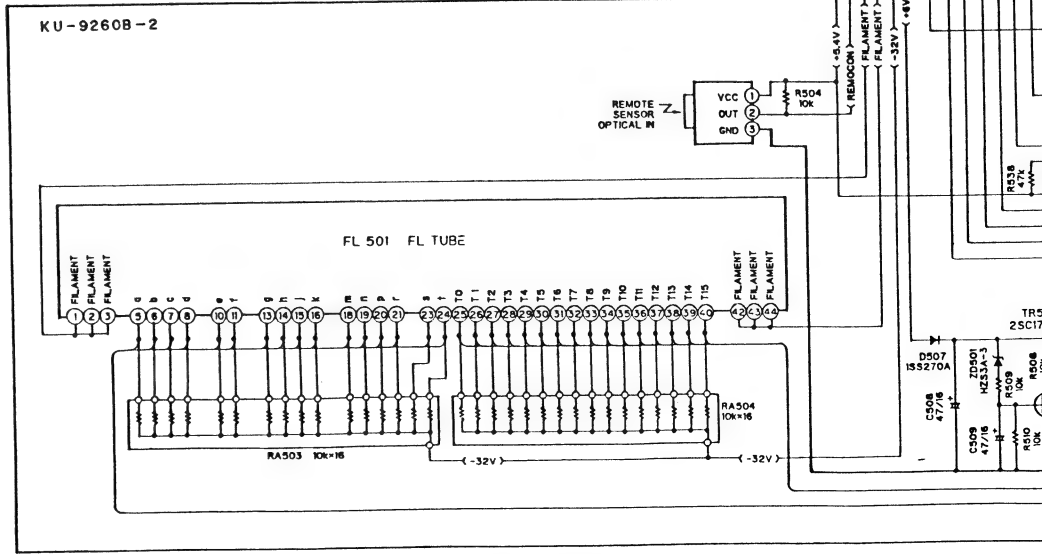 KU-9260B-2
+5.4V
REMOCON
FILAMENT
FILAMENT
-32V
+6V
REMOTE
SENSOR
OPTICAL IN
VCC 1
OUT 2
GND 3
R504
10k
R538
47k
FL 501 FL TUBE
FILAMENT
FILAMENT
FILAMENT
a b c d e f g h i j k m n p r s t T0 T1 T2 T3 T4 T5 T6 T7 T8 T9 T10 T11 T12 T13 T14 T15
FILAMENT
FILAMENT
FILAMENT
1 2 3 5 6 7 8 10 11 13 14 15 16 18 19 20 21 23 24 25 26 27 28 29 30 31 32 33 34 35 36 37 38 39 40 42 43 44
TR5
2SC17
D507
1SS270A
ZD501
HZS3A-3
R509
10k
R508
C508
47/16
C509
47/16
R510
10k
RA503 10k×16
RA504
10k×16
-32V
-32V